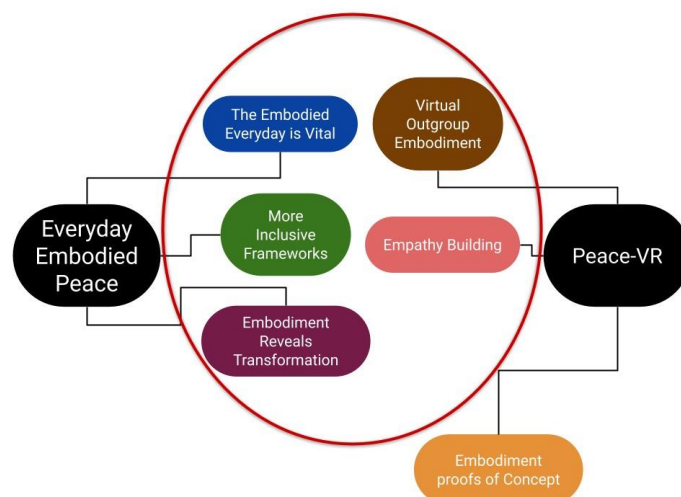 The Embodied
Everyday is Vital
Virtual
Outgroup
Embodiment
Everyday
Embodied
Peace
More
Inclusive
Frameworks
Empathy Building
Peace-VR
Embodiment
Reveals
Transformation
Embodiment
proofs of Concept